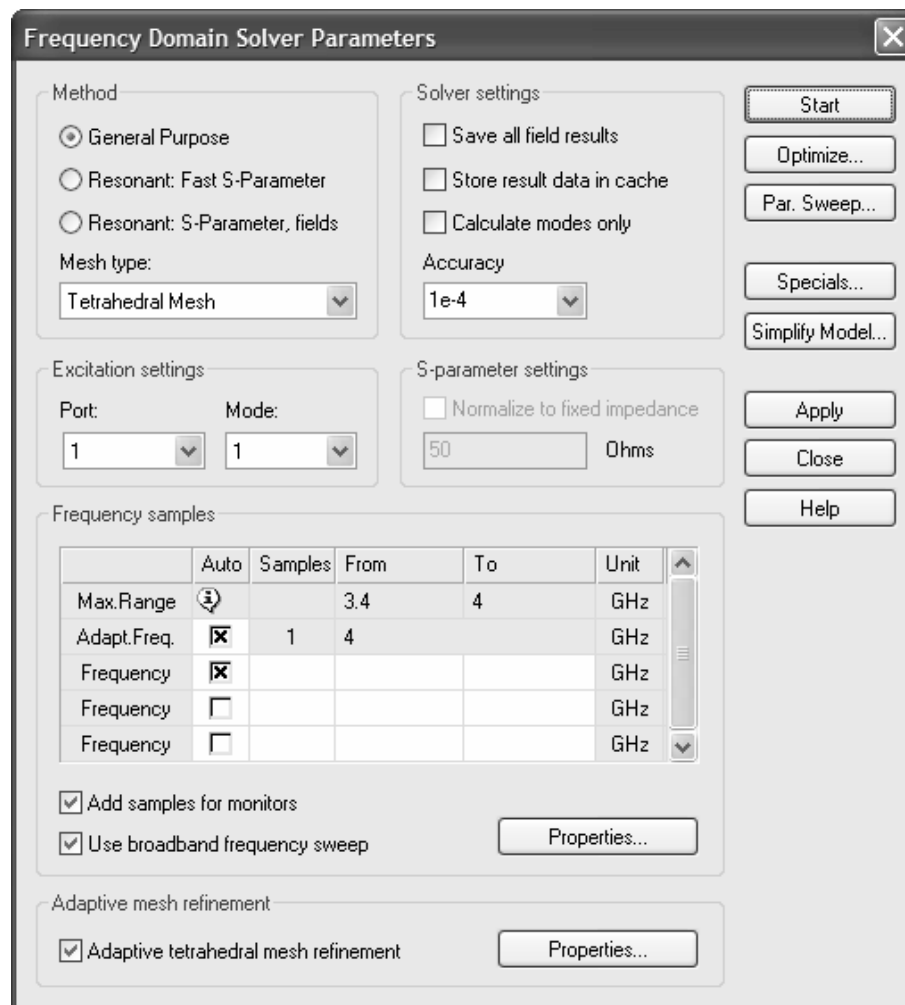 Frequency Domain Solver Parameters
Method
General Purpose
Resonant: Fast S-Parameter
Resonant: S-Parameter, fields
Mesh type:
Tetrahedral Mesh
Solver settings
Save all field results
Store result data in cache
Calculate modes only
Accuracy
1e-4
Start
Optimize...
Par. Sweep...
Specials...
Simplify Model...
Apply
Close
Help
Excitation settings
Port: Mode:
1 1
S-parameter settings
Normalize to fixed impedance
50 Ohms
Frequency samples
Auto Samples From To Unit
Max.Range 3.4 4 GHz
Adapt.Freq. 1 4 GHz
Frequency GHz
Frequency GHz
Frequency GHz
Add samples for monitors
Use broadband frequency sweep
Properties...
Adaptive mesh refinement
Adaptive tetrahedral mesh refinement
Properties...